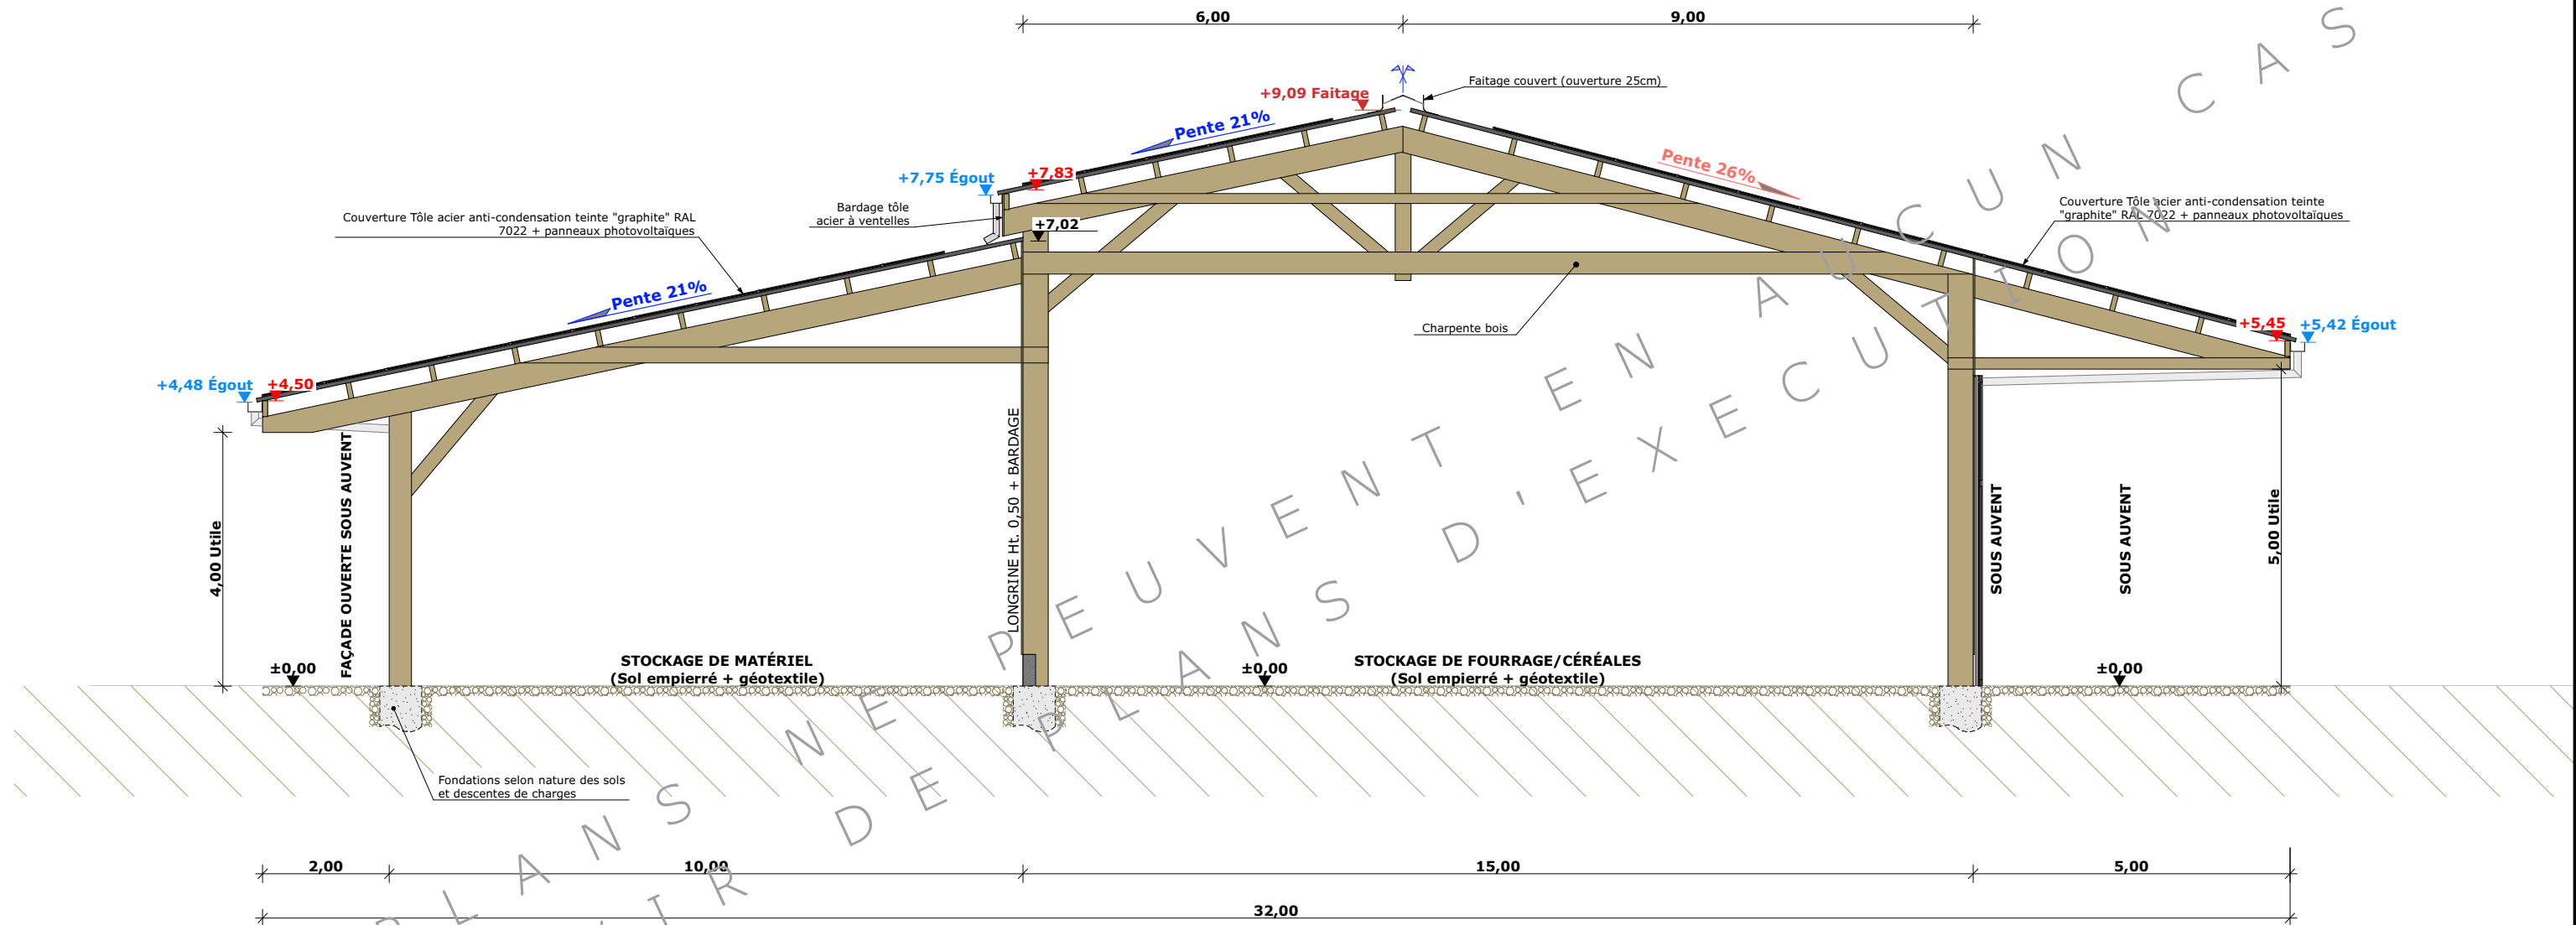 6,00
9,00
Faitage couvert (ouverture 25cm)
+9,09 Faitage
Pente 21%
Pente 26%
+7,83
+7,75 Égout
Bardage tôle
acier à ventelles
+7,02
Couverture Tôle acier anti-condensation teinte "graphite" RAL
7022 + panneaux photovoltaïques
Couverture Tôle acier anti-condensation teinte
"graphite" RAL 7022 + panneaux photovoltaïques
Pente 21%
Charpente bois
+5,45
+5,42 Égout
+4,48 Égout
+4,50
4,00 Utile
FAÇADE OUVERTE SOUS AUVENT
LONGRINE Ht. 0,50 + BARDAGE
SOUS AUVENT
SOUS AUVENT
5,00 Utile
±0,00
STOCKAGE DE MATÉRIEL
(Sol empierré + géotextile)
±0,00
STOCKAGE DE FOURRAGE/CÉRÉALES
(Sol empierré + géotextile)
±0,00
Fondations selon nature des sols
et descentes de charges
2,00
10,00
15,00
5,00
32,00
PLANS NE PEUVENT EN AUCUN CAS
IR DE PLANS D'EXECUTION